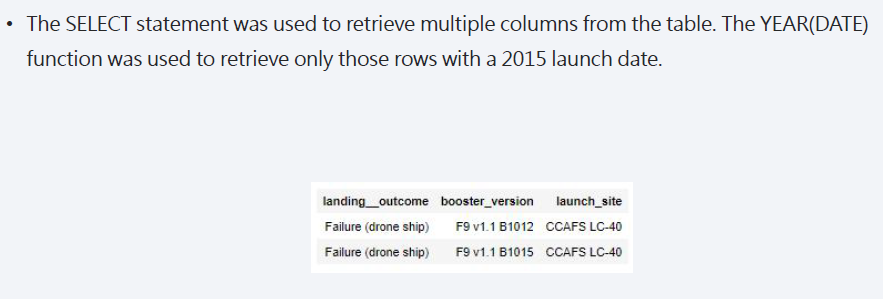 • The SELECT statement was used to retrieve multiple columns from the table. The YEAR(DATE)
function was used to retrieve only those rows with a 2015 launch date.
landing__outcome booster_version launch_site
Failure (drone ship) F9 v1.1 B1012 CCAFS LC-40
Failure (drone ship) F9 v1.1 B1015 CCAFS LC-40